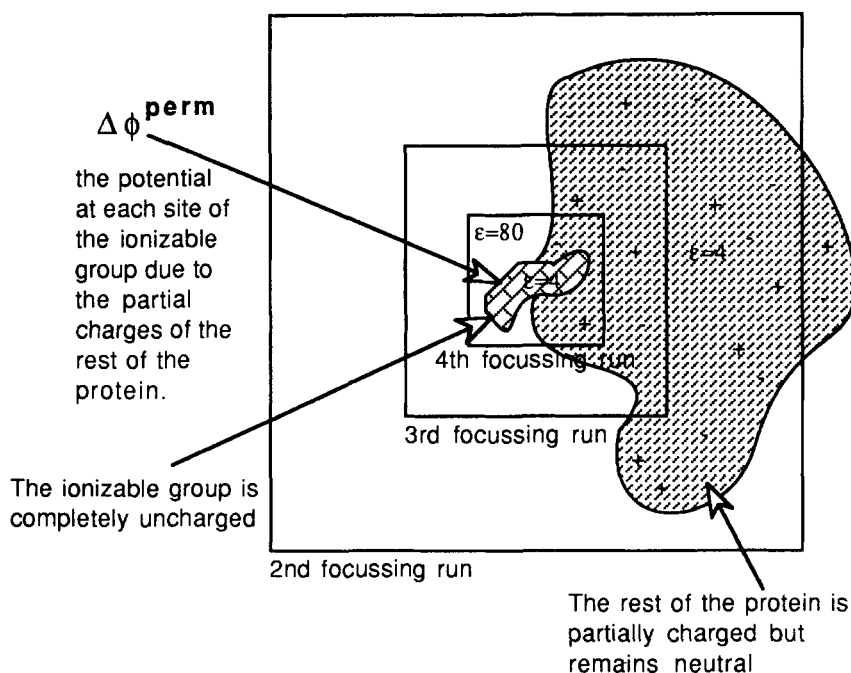 Δ ϕ perm
the potential
at each site of
the ionizable
group due to
the partial
charges of the
rest of the
protein.
The ionizable group is
completely uncharged
ε=80
ε=4
ε=4
4th focussing run
3rd focussing run
2nd focussing run
The rest of the protein is
partially charged but
remains neutral